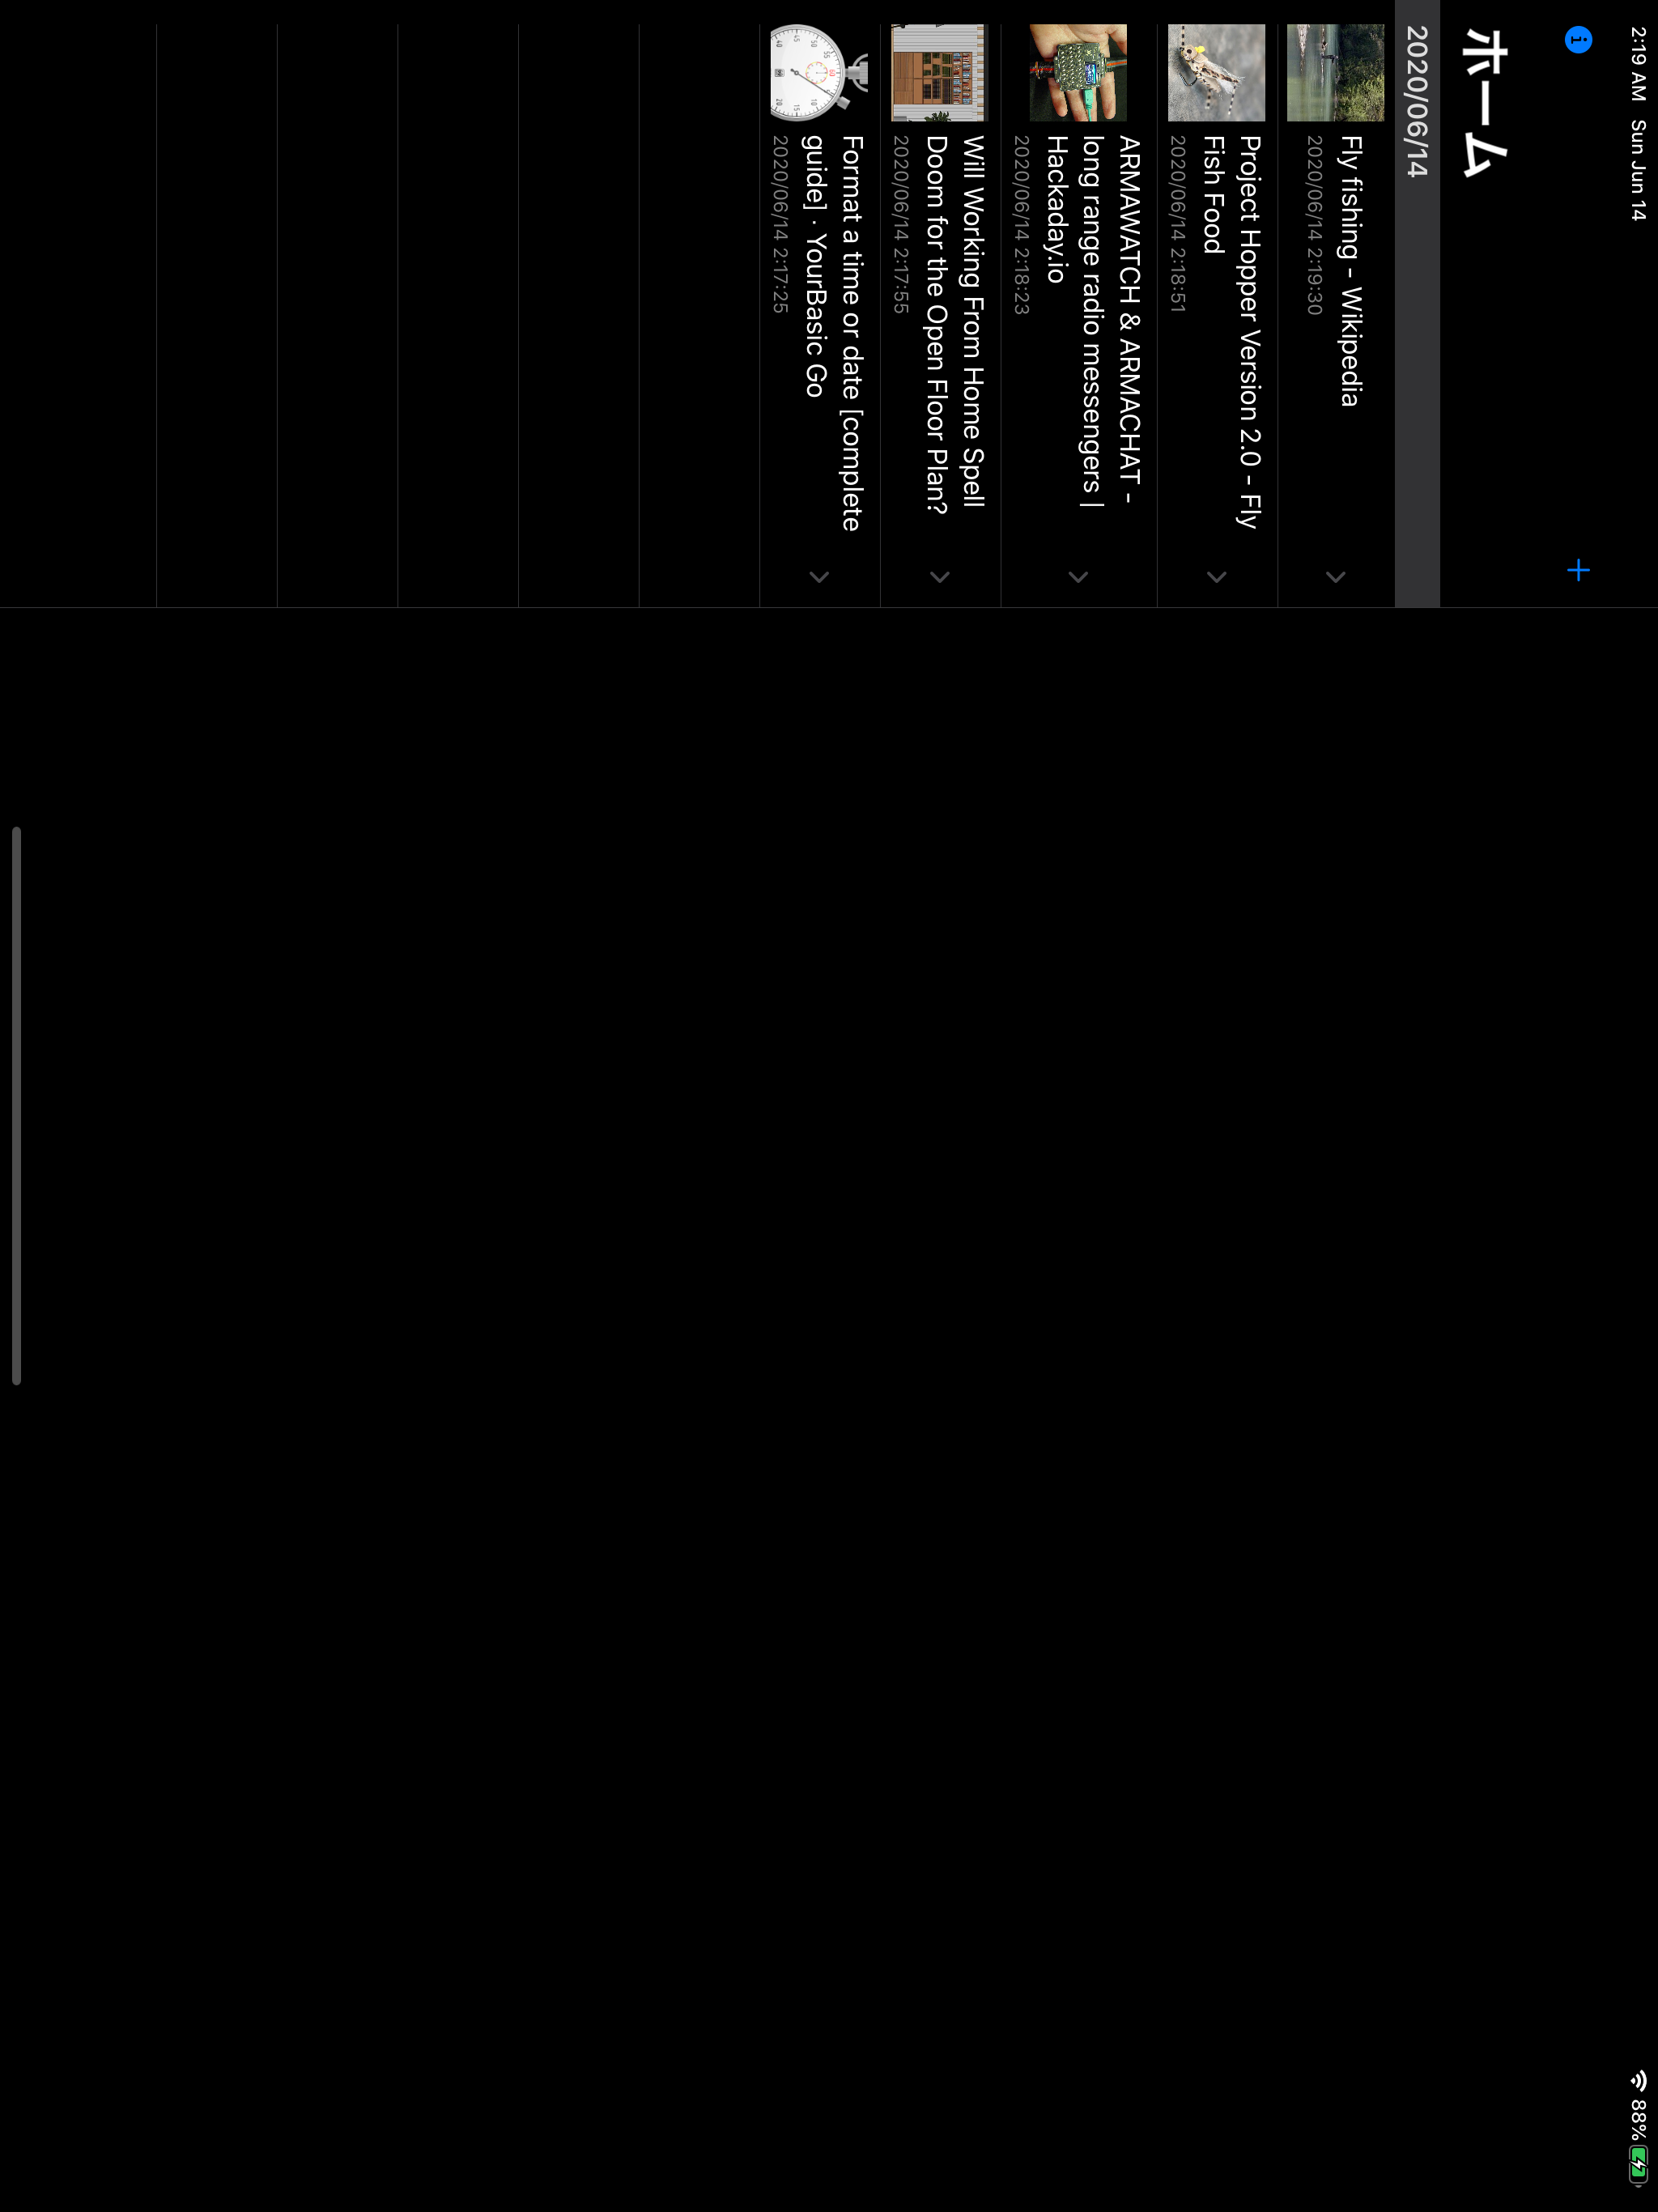 2:19 AM Sun Jun 14
88%
ホーム
2020/06/14
Fly fishing - Wikipedia
2020/06/14 2:19:30
Project Hopper Version 2.0 - Fly
Fish Food
2020/06/14 2:18:51
ARMAWATCH & ARMACHAT -
long range radio messengers |
Hackaday.io
2020/06/14 2:18:23
Will Working From Home Spell
Doom for the Open Floor Plan?
2020/06/14 2:17:55
Format a time or date [complete
guide] · YourBasic Go
2020/06/14 2:17:25